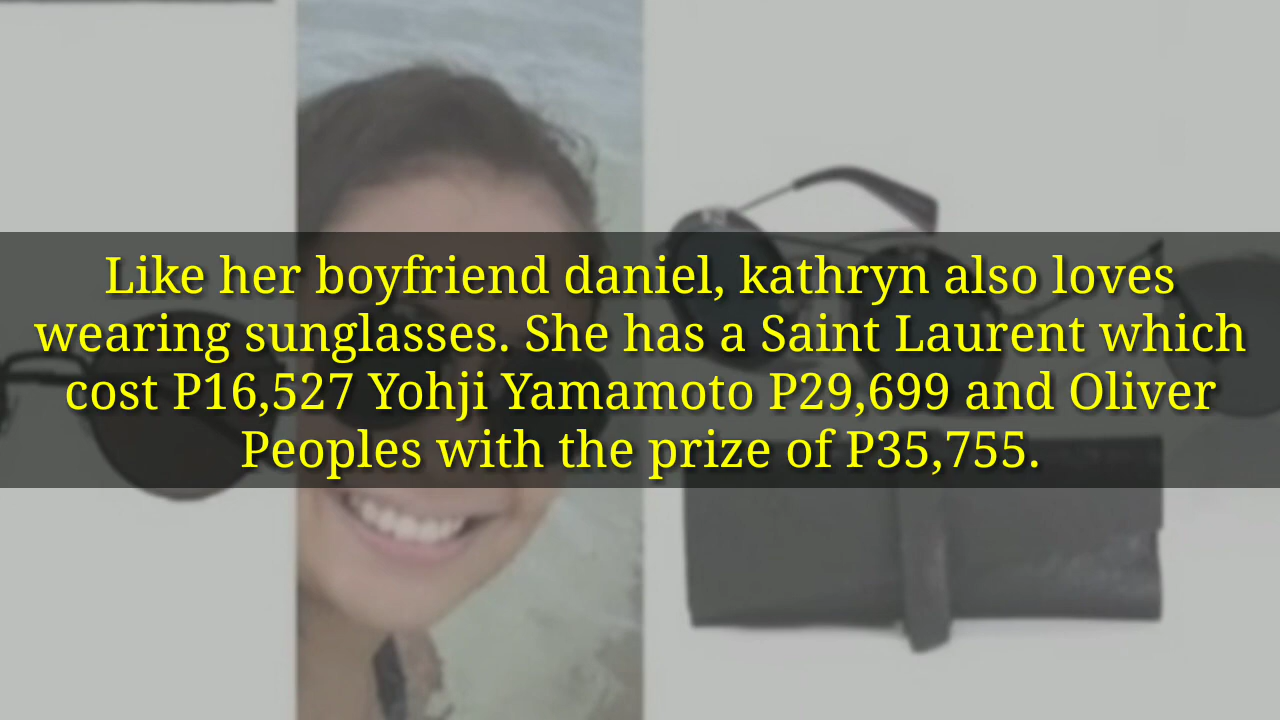 Like her boyfriend daniel, kathryn also loves
wearing sunglasses. She has a Saint Laurent which
cost P16,527 Yohji Yamamoto P29,699 and Oliver
Peoples with the prize of P35,755.